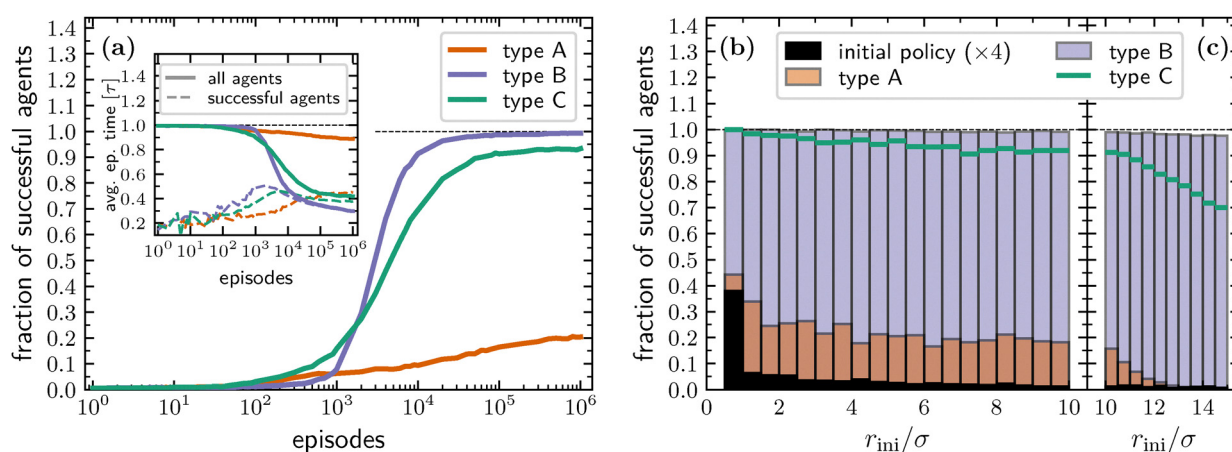 (a)
type A
type B
type C
all agents
successful agents
avg. ep. time [τ]
1.4
1.2
1.0
0.8
0.6
0.4
0.2
10⁰ 10¹ 10² 10³ 10⁴ 10⁵ 10⁶
episodes
fraction of successful agents
1.4
1.3
1.2
1.1
1.0
0.9
0.8
0.7
0.6
0.5
0.4
0.3
0.2
0.1
0.0
10⁰ 10¹ 10² 10³ 10⁴ 10⁵ 10⁶
episodes
(b)
initial policy (×4)
type A
type B
type C
(c)
fraction of successful agents
1.4
1.3
1.2
1.1
1.0
0.9
0.8
0.7
0.6
0.5
0.4
0.3
0.2
0.1
0.0
0 2 4 6 8 10
r_ini/σ
10 12 14
r_ini/σ